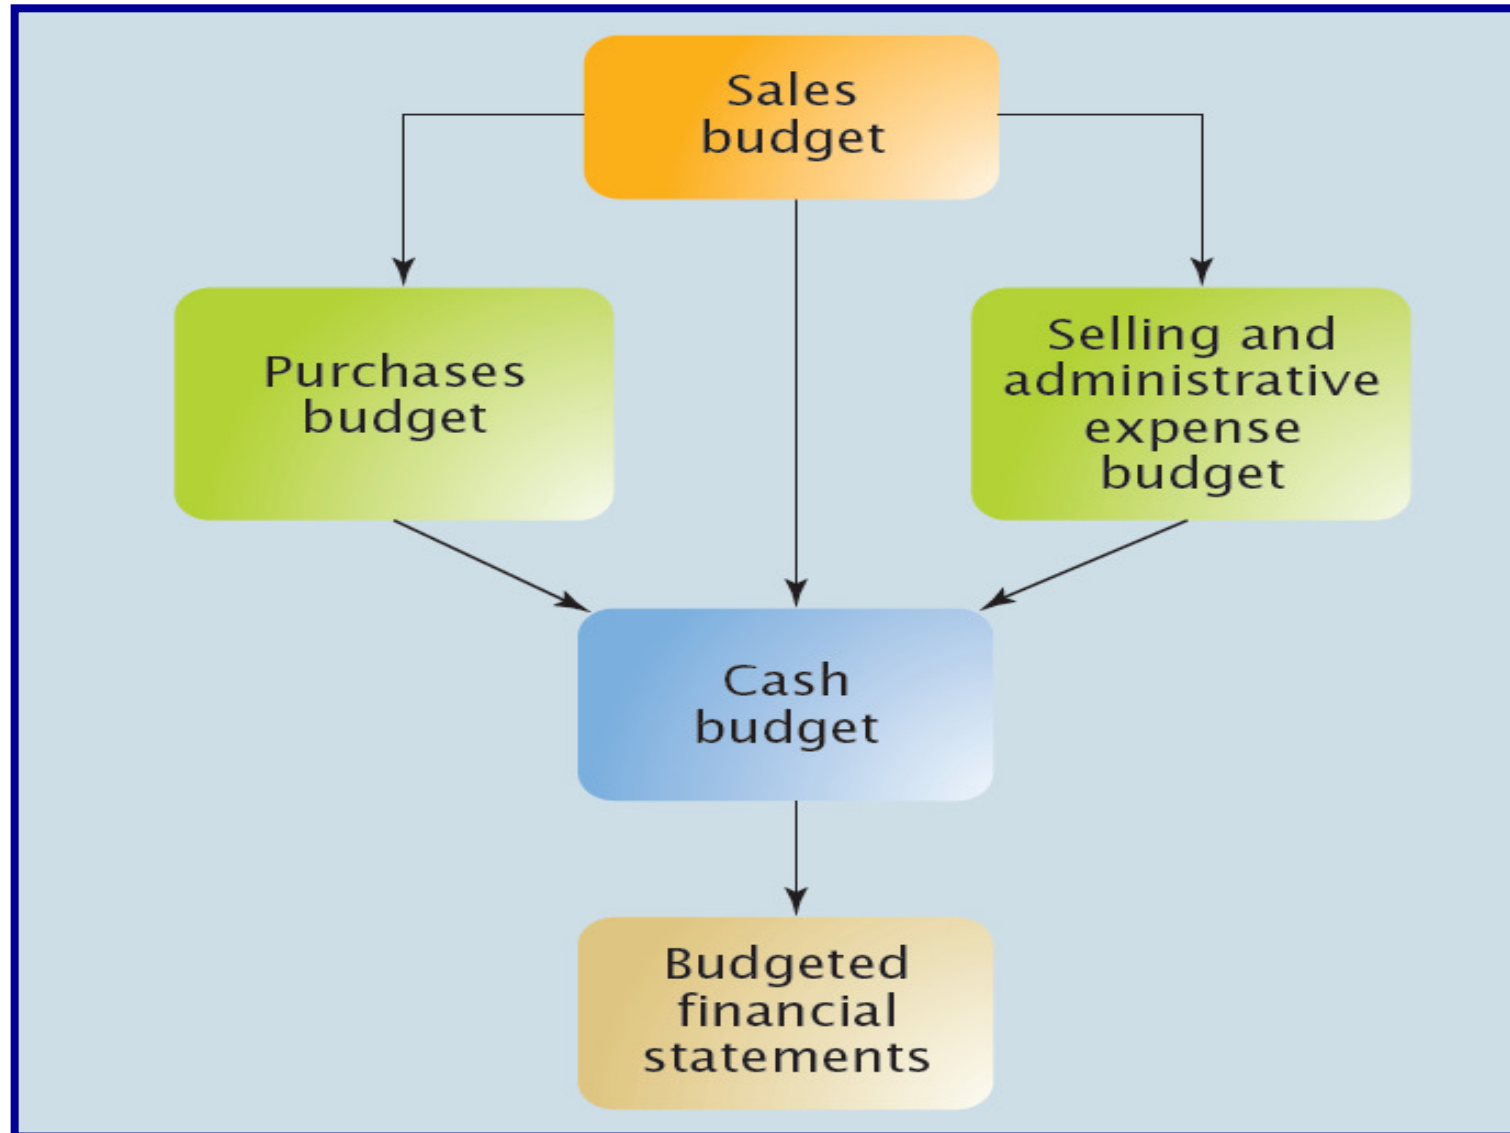 Sales
budget
Purchases
budget
Selling and
administrative
expense
budget
Cash
budget
Budgeted
financial
statements